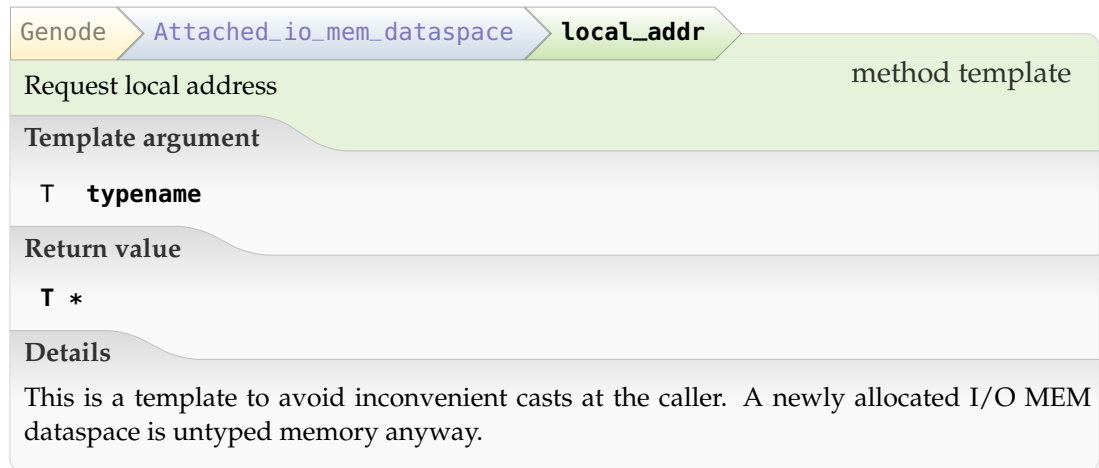 Genode Attached_io_mem_dataspace local_addr
method template
Request local address
Template argument
T typename
Return value
T *
Details
This is a template to avoid inconvenient casts at the caller. A newly allocated I/O MEM
dataspace is untyped memory anyway.